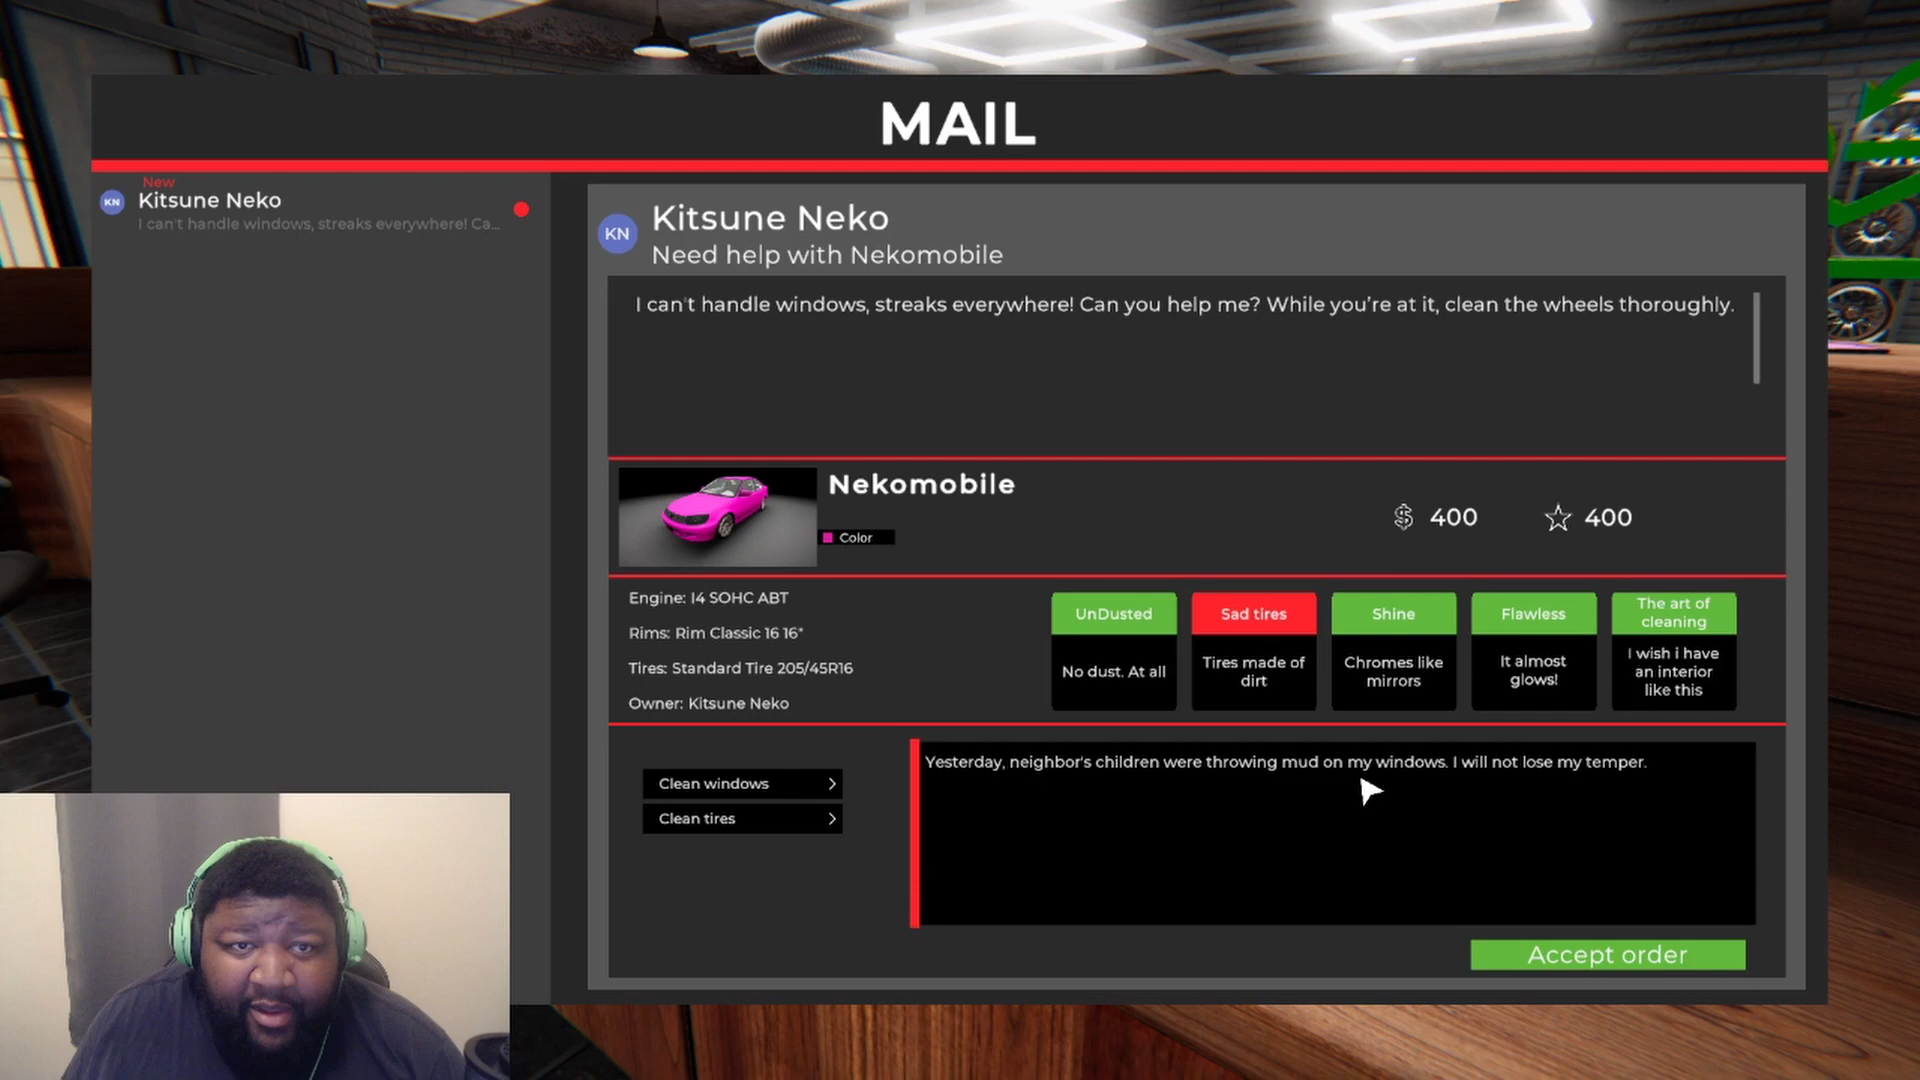 MAIL
New
KN
Kitsune Neko
I can't handle windows, streaks everywhere! Ca...
KN
Kitsune Neko
Need help with Nekomobile
I can't handle windows, streaks everywhere! Can you help me? While you're at it, clean the wheels thoroughly.
Nekomobile
Color
$ 400
400
Engine: I4 SOHC ABT
Rims: Rim Classic 16 16"
Tires: Standard Tire 205/45R16
Owner: Kitsune Neko
UnDusted
No dust. At all
Sad tires
Tires made of
dirt
Shine
Chromes like
mirrors
Flawless
It almost
glows!
The art of
cleaning
I wish i have
an interior
like this
Clean windows
Clean tires
Yesterday, neighbor's children were throwing mud on my windows. I will not lose my temper.
Accept order